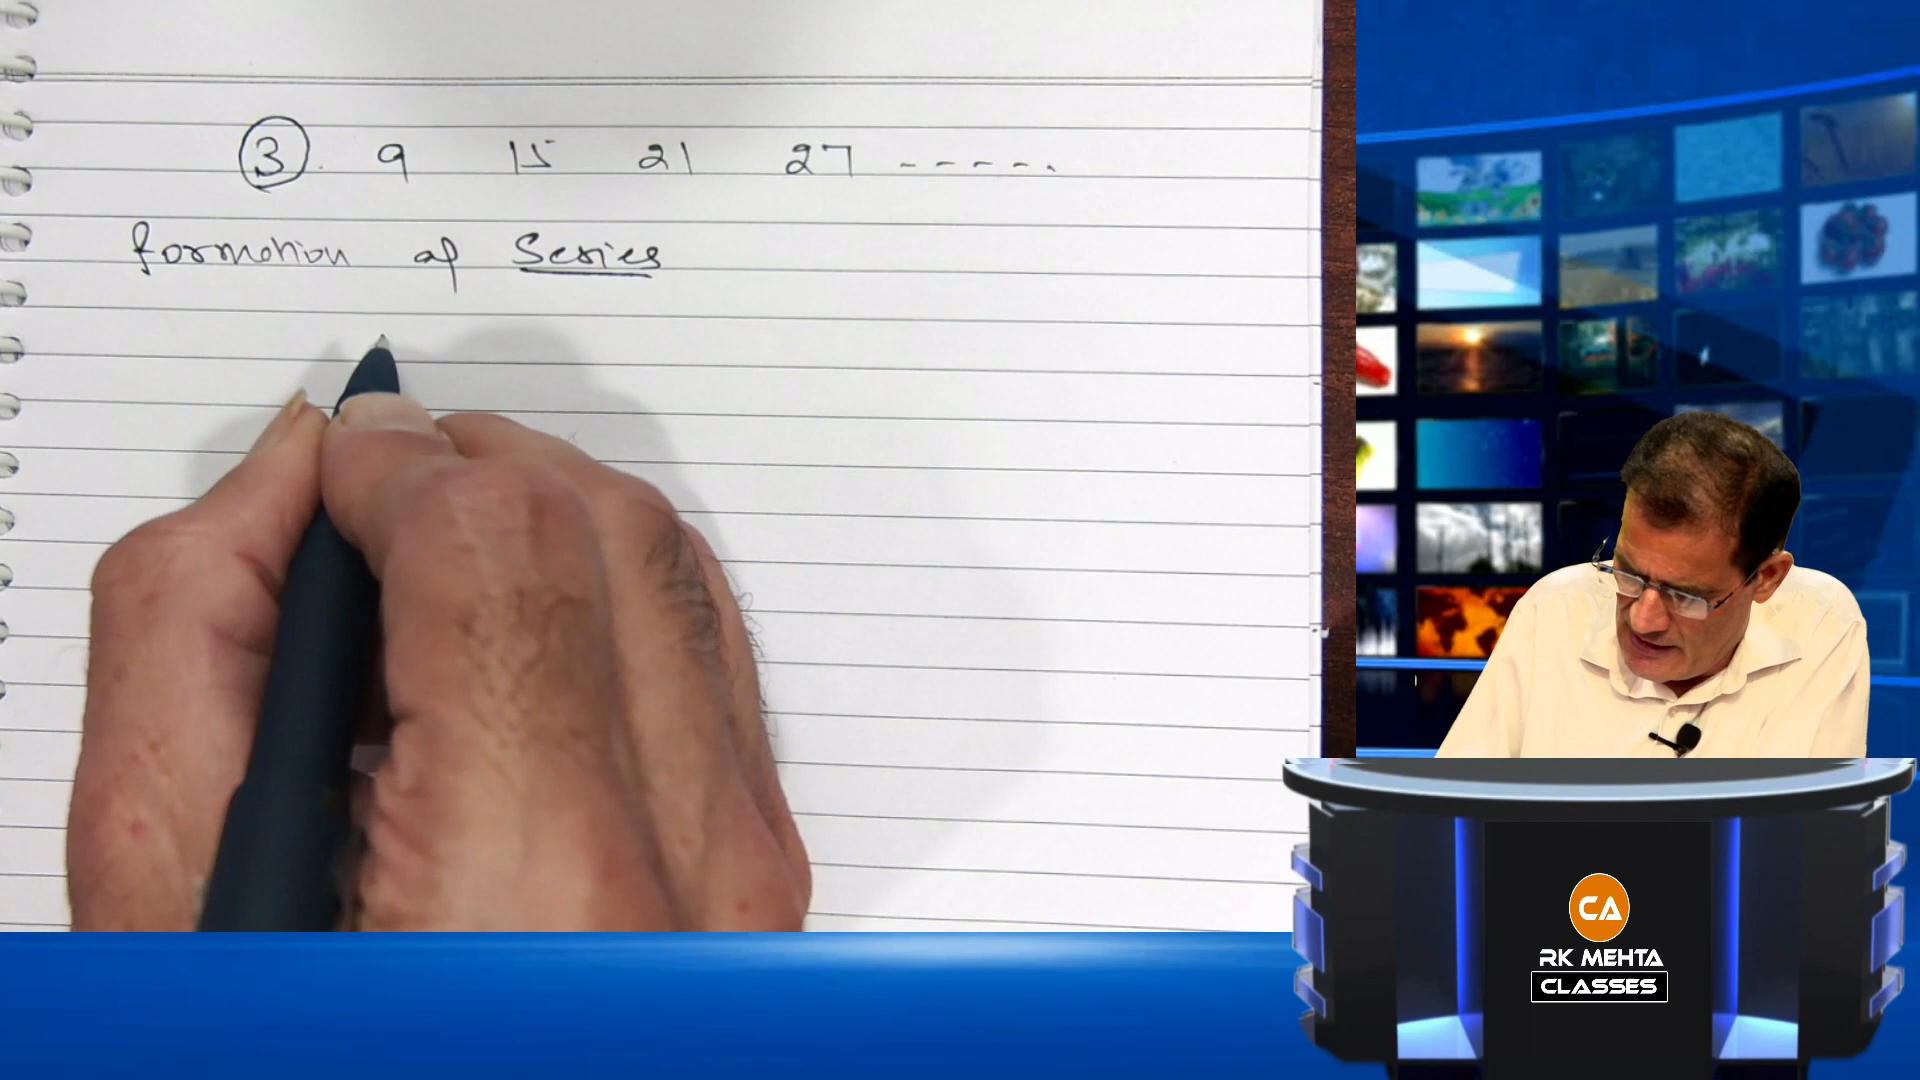 3. 9 15 21 27 -----.
formation of Series
CA
RK MEHTA
CLASSES